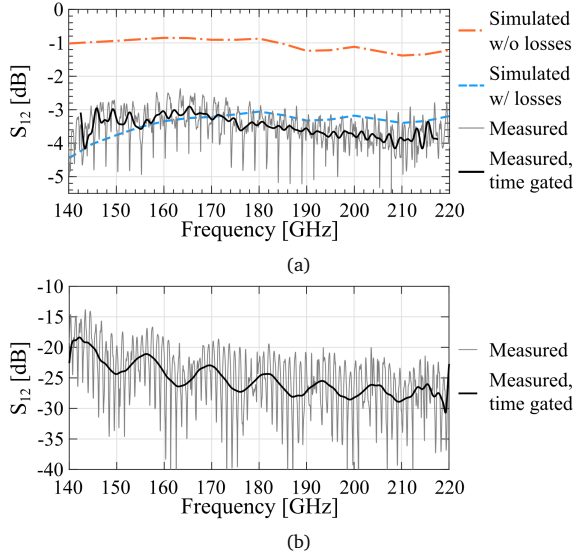 0
-1
-2
-3
-4
-5
S₁₂ [dB]
140 150 160 170 180 190 200 210 220
Frequency [GHz]
Simulated
w/o losses
Simulated
w/ losses
Measured
Measured,
time gated
(a)
-10
-15
-20
-25
-30
-35
-40
S₁₂ [dB]
140 150 160 170 180 190 200 210 220
Frequency [GHz]
Measured
Measured,
time gated
(b)